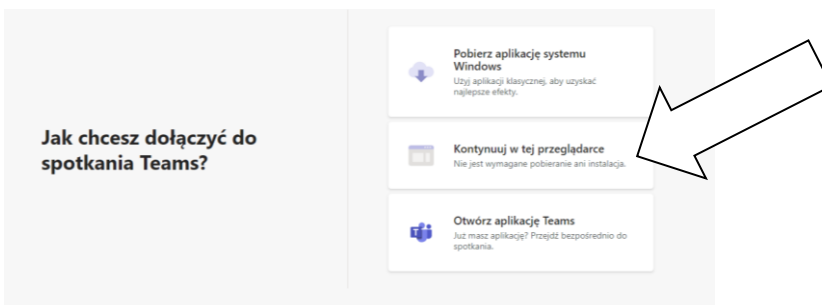 Jak chcesz dołączyć do
spotkania Teams?
Pobierz aplikację systemu
Windows
Użyj aplikacji klasycznej, aby uzyskać
najlepsze efekty.
Kontynuuj w tej przeglądarce
Nie jest wymagane pobieranie ani instalacja.
Otwórz aplikację Teams
Już masz aplikację? Przejdź bezpośrednio do
spotkania.